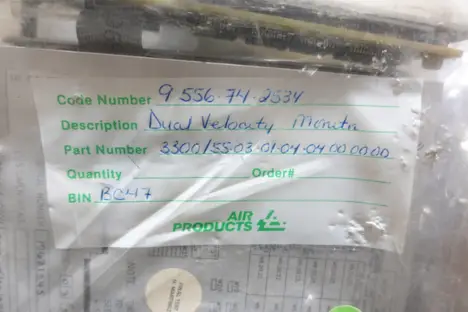 Code Number 9-556-74-2534
Description Dual Velocity Monitr
Part Number 3300/55-03-01-04-04-00-00-00
Quantity Order#
BIN BC47
AIR
PRODUCTS